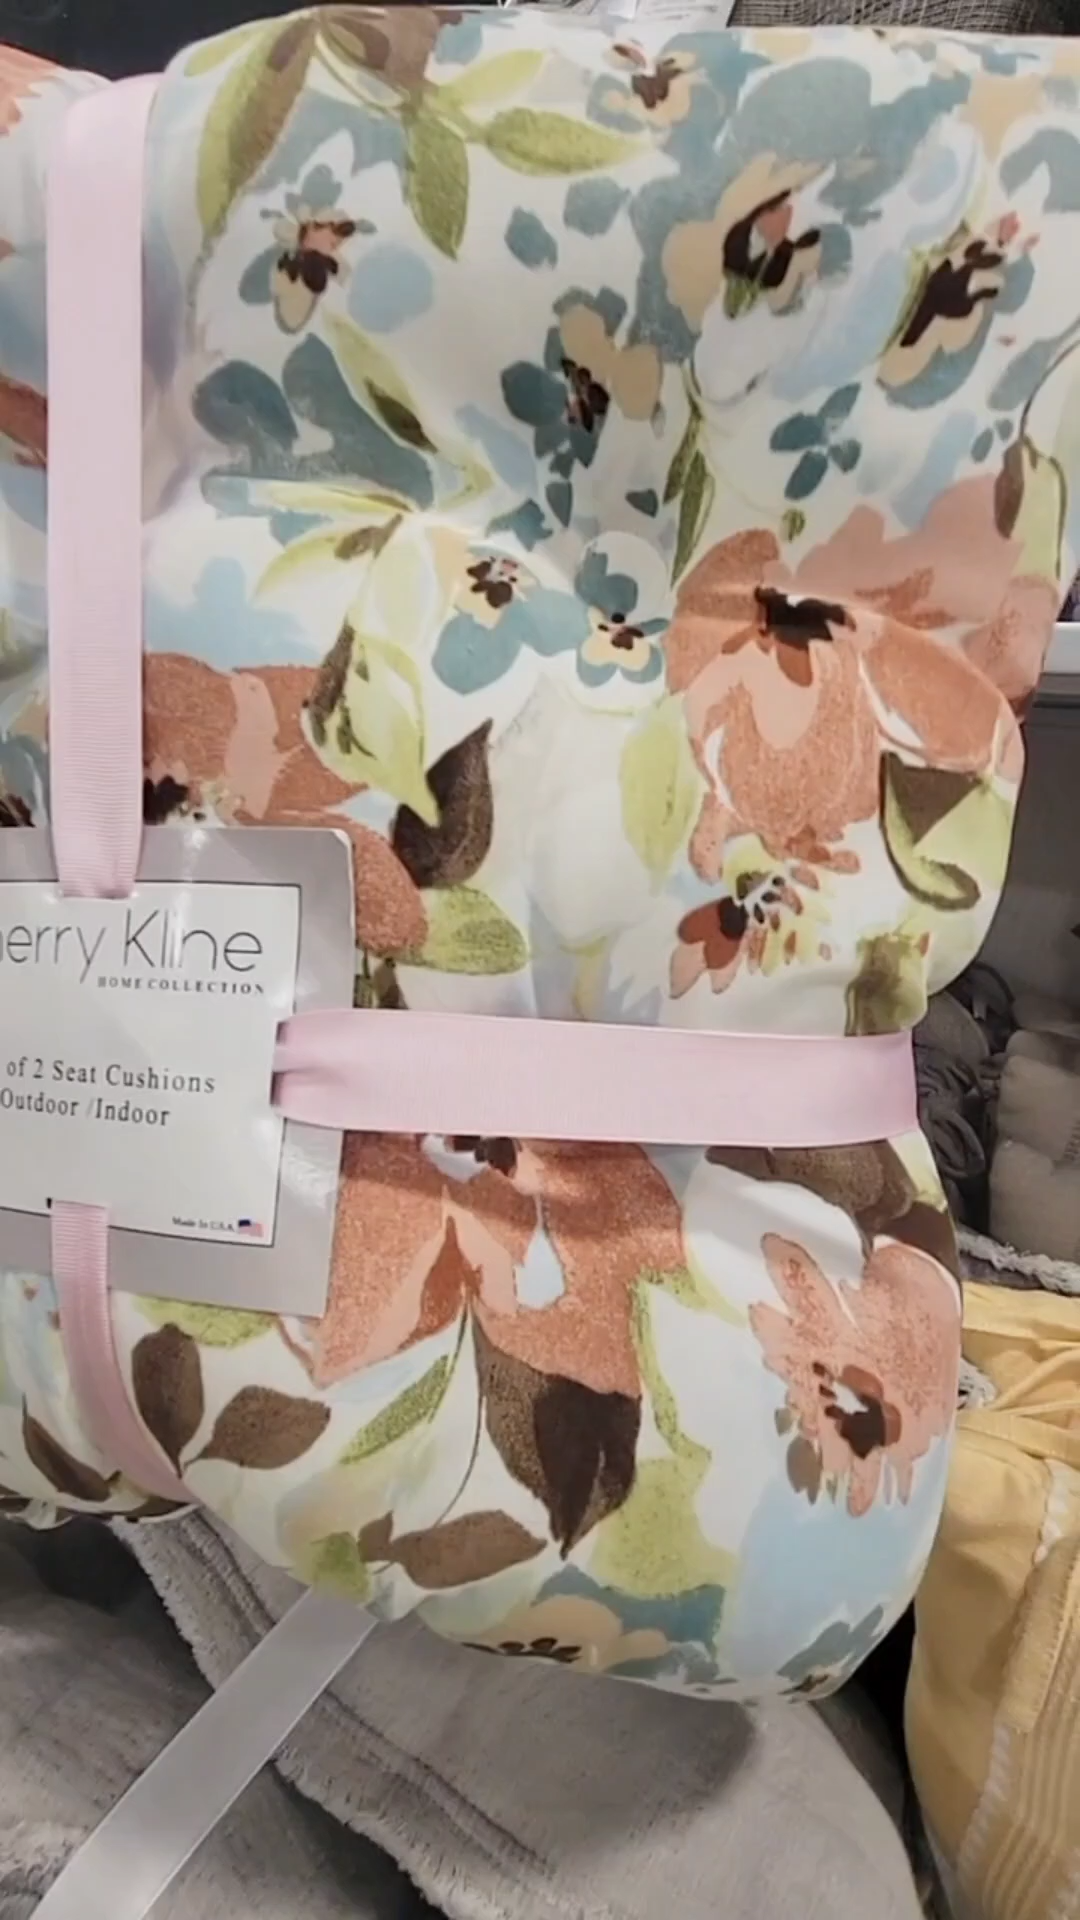 erry Kline
HOME COLLECTION
of 2 Seat Cushions
Outdoor /Indoor
Made In U.S.A.